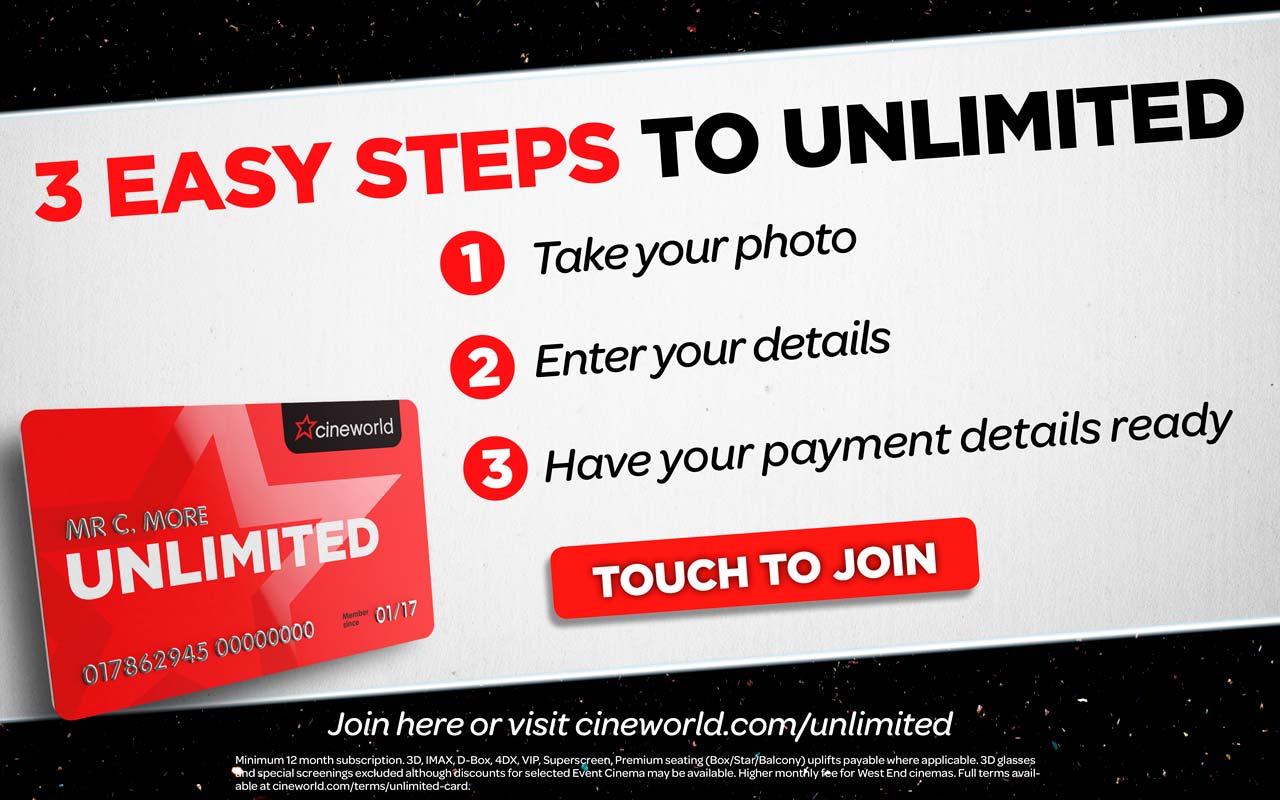 3 EASY STEPS TO UNLIMITED
1 Take your photo
2 Enter your details
3 Have your payment details ready
cineworld
MR C. MORE
UNLIMITED
Member since 01/17
017862945 00000000
TOUCH TO JOIN
Join here or visit cineworld.com/unlimited
Minimum 12 month subscription. 3D, IMAX, D-Box, 4DX, VIP, Superscreen, Premium seating (Box/Star/Balcony) uplifts payable where applicable. 3D glasses
and special screenings excluded although discounts for selected Event Cinema may be available. Higher monthly fee for West End cinemas. Full terms avail-
able at cineworld.com/terms/unlimited-card.